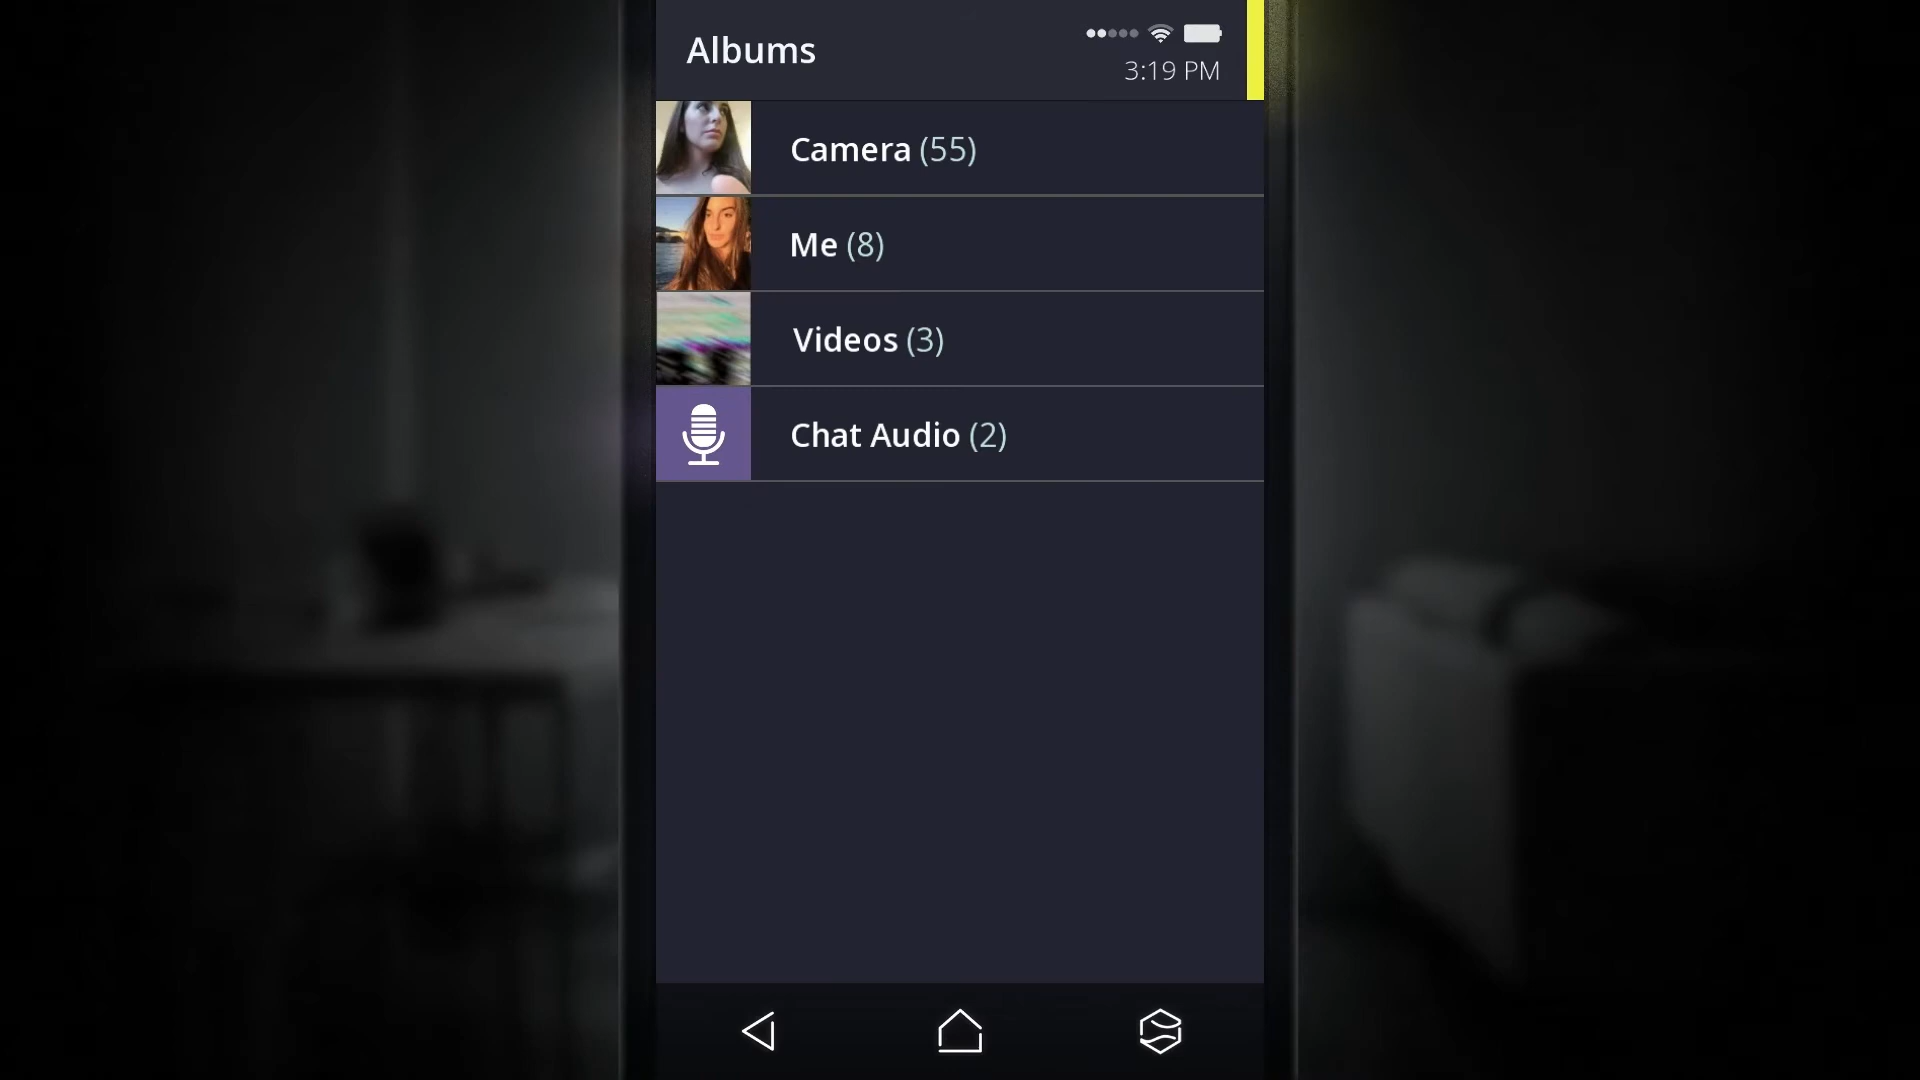 Albums
3:19 PM
Camera (55)
Me (8)
Videos (3)
Chat Audio (2)